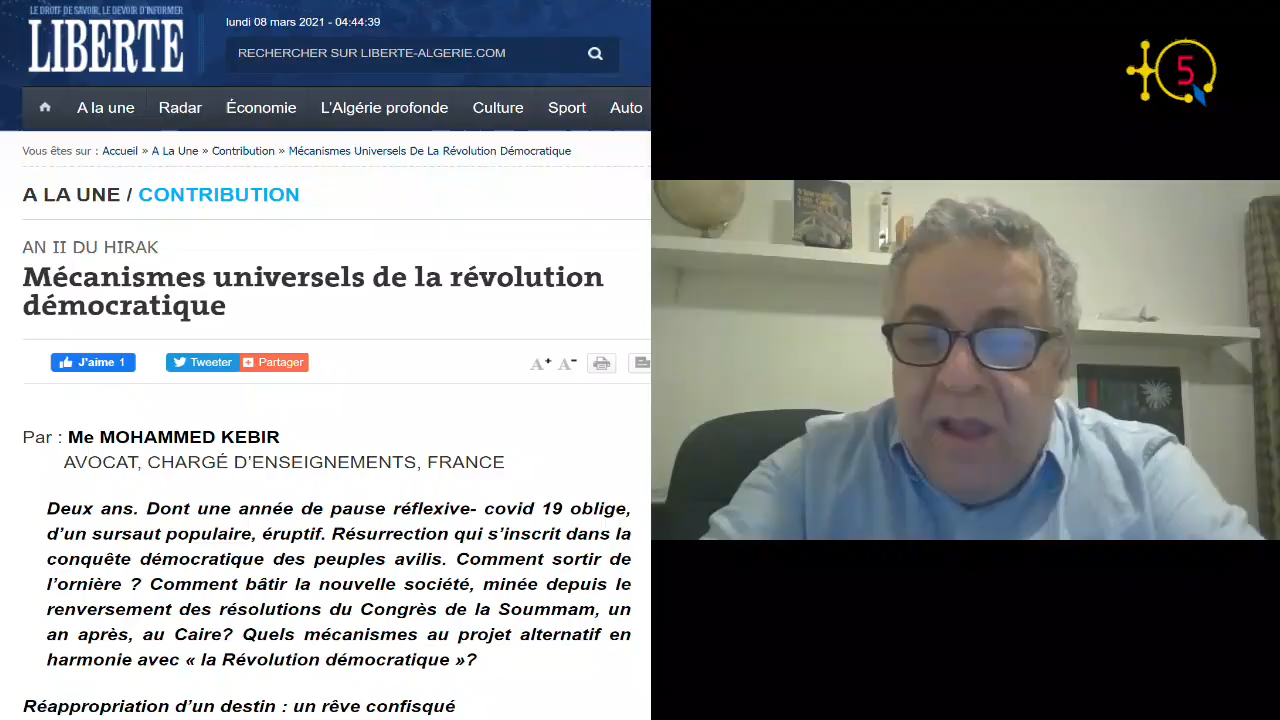 LE DROIT DE SAVOIR, LE DEVOIR D'INFORMER
LIBERTE
lundi 08 mars 2021 - 04:44:39
RECHERCHER SUR LIBERTE-ALGERIE.COM
A la une Radar Économie L'Algérie profonde Culture Sport Auto
Vous êtes sur : Accueil » A La Une » Contribution » Mécanismes Universels De La Révolution Démocratique
A LA UNE / CONTRIBUTION
AN II DU HIRAK
Mécanismes universels de la révolution
démocratique
J'aime 1 Tweeter Partager
A+ A-
Par : Me MOHAMMED KEBIR
AVOCAT, CHARGÉ D'ENSEIGNEMENTS, FRANCE
Deux ans. Dont une année de pause réflexive- covid 19 oblige,
d'un sursaut populaire, éruptif. Résurrection qui s'inscrit dans la
conquête démocratique des peuples avilis. Comment sortir de
l'ornière ? Comment bâtir la nouvelle société, minée depuis le
renversement des résolutions du Congrès de la Soummam, un
an après, au Caire? Quels mécanismes au projet alternatif en
harmonie avec « la Révolution démocratique »?
Réappropriation d'un destin : un rêve confisqué
5